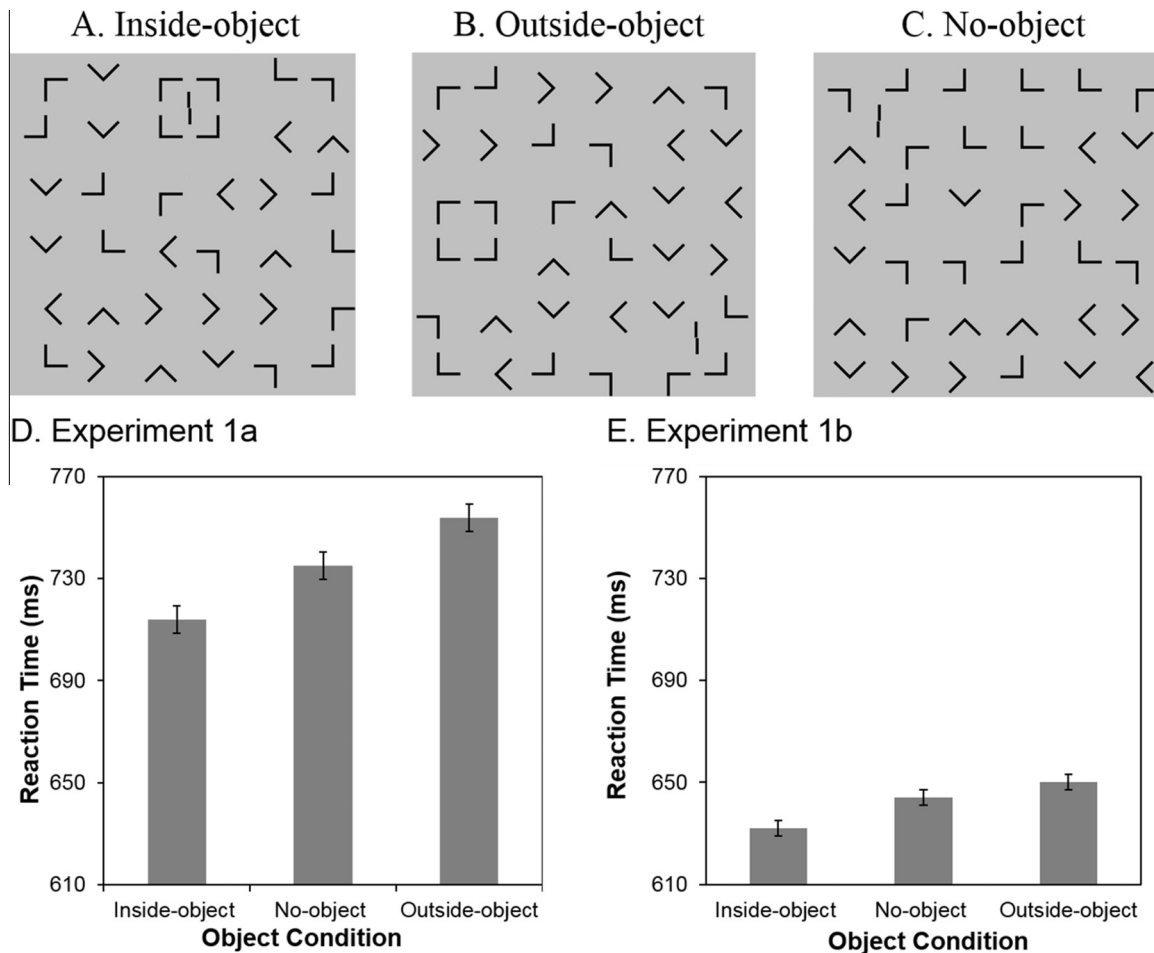 A. Inside-object
B. Outside-object
C. No-object
D. Experiment 1a
770
730
690
650
610
Reaction Time (ms)
Inside-object No-object Outside-object
Object Condition
E. Experiment 1b
770
730
690
650
610
Reaction Time (ms)
Inside-object No-object Outside-object
Object Condition